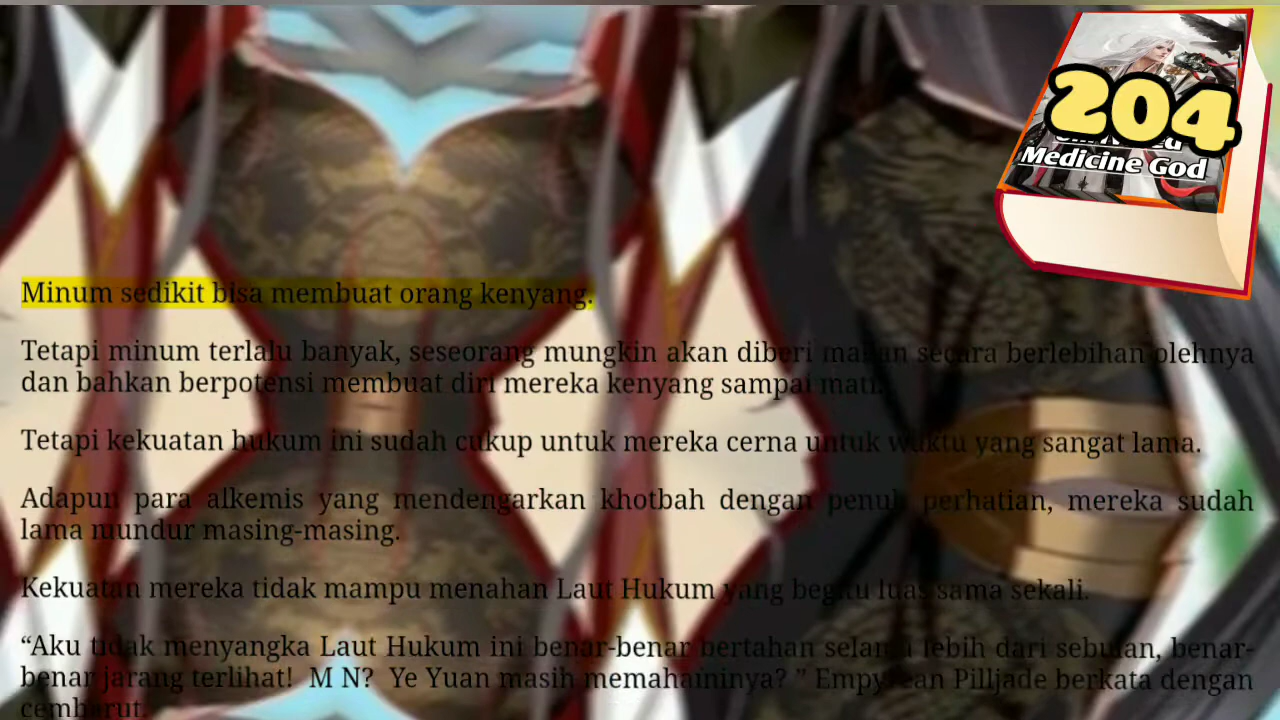 204
Medicine God
Minum sedikit bisa membuat orang kenyang.
Tetapi minum terlalu banyak, seseorang mungkin akan diberi makan secara berlebihan olehnya
dan bahkan berpotensi membuat diri mereka kenyang sampai mati.
Tetapi kekuatan hukum ini sudah cukup untuk mereka cerna untuk waktu yang sangat lama.
Adapun para alkemis yang mendengarkan khotbah dengan penuh perhatian, mereka sudah
lama mundur masing-masing.
Kekuatan mereka tidak mampu menahan Laut Hukum yang begitu luas sama sekali.
“Aku tidak menyangka Laut Hukum ini benar-benar bertahan selama lebih dari sebulan, benar-
benar jarang terlihat!  M N?  Ye Yuan masih memahaminya? ” Empyrean Pilljade berkata dengan
cemberut.